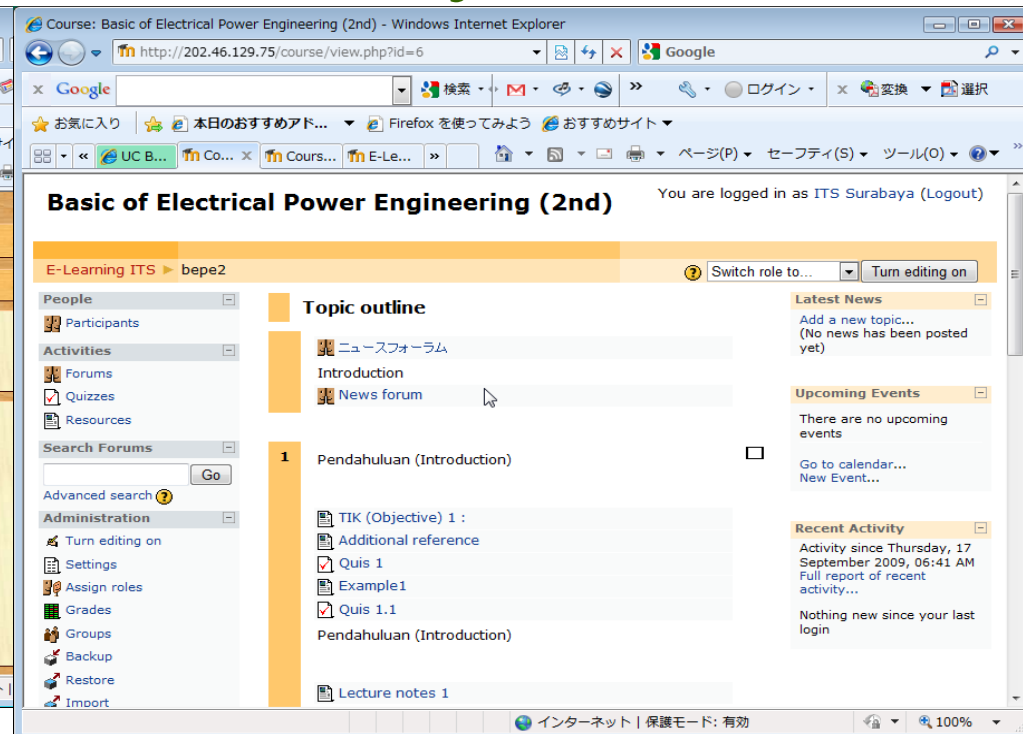 Course: Basic of Electrical Power Engineering (2nd) - Windows Internet Explorer
http://202.46.129.75/course/view.php?id=6
Google
x Google
検索
ログイン
x 変換
選択
お気に入り
本日のおすすめアド...
Firefox を使ってみよう
おすすめサイト
UC B...
Co... x
Cours...
E-Le...
ページ(P)
セーフティ(S)
ツール(O)
Basic of Electrical Power Engineering (2nd)
You are logged in as ITS Surabaya (Logout)
E-Learning ITS ► bepe2
Switch role to...
Turn editing on
People
Participants
Activities
Forums
Quizzes
Resources
Search Forums
Go
Advanced search
Administration
Turn editing on
Settings
Assign roles
Grades
Groups
Backup
Restore
Import
Topic outline
ニュースフォーラム
Introduction
News forum
1
Pendahuluan (Introduction)
TIK (Objective) 1 :
Additional reference
Quis 1
Example1
Quis 1.1
Pendahuluan (Introduction)
Lecture notes 1
Latest News
Add a new topic...
(No news has been posted
yet)
Upcoming Events
There are no upcoming
events
Go to calendar...
New Event...
Recent Activity
Activity since Thursday, 17
September 2009, 06:41 AM
Full report of recent
activity...
Nothing new since your last
login
インターネット | 保護モード: 有効
100%